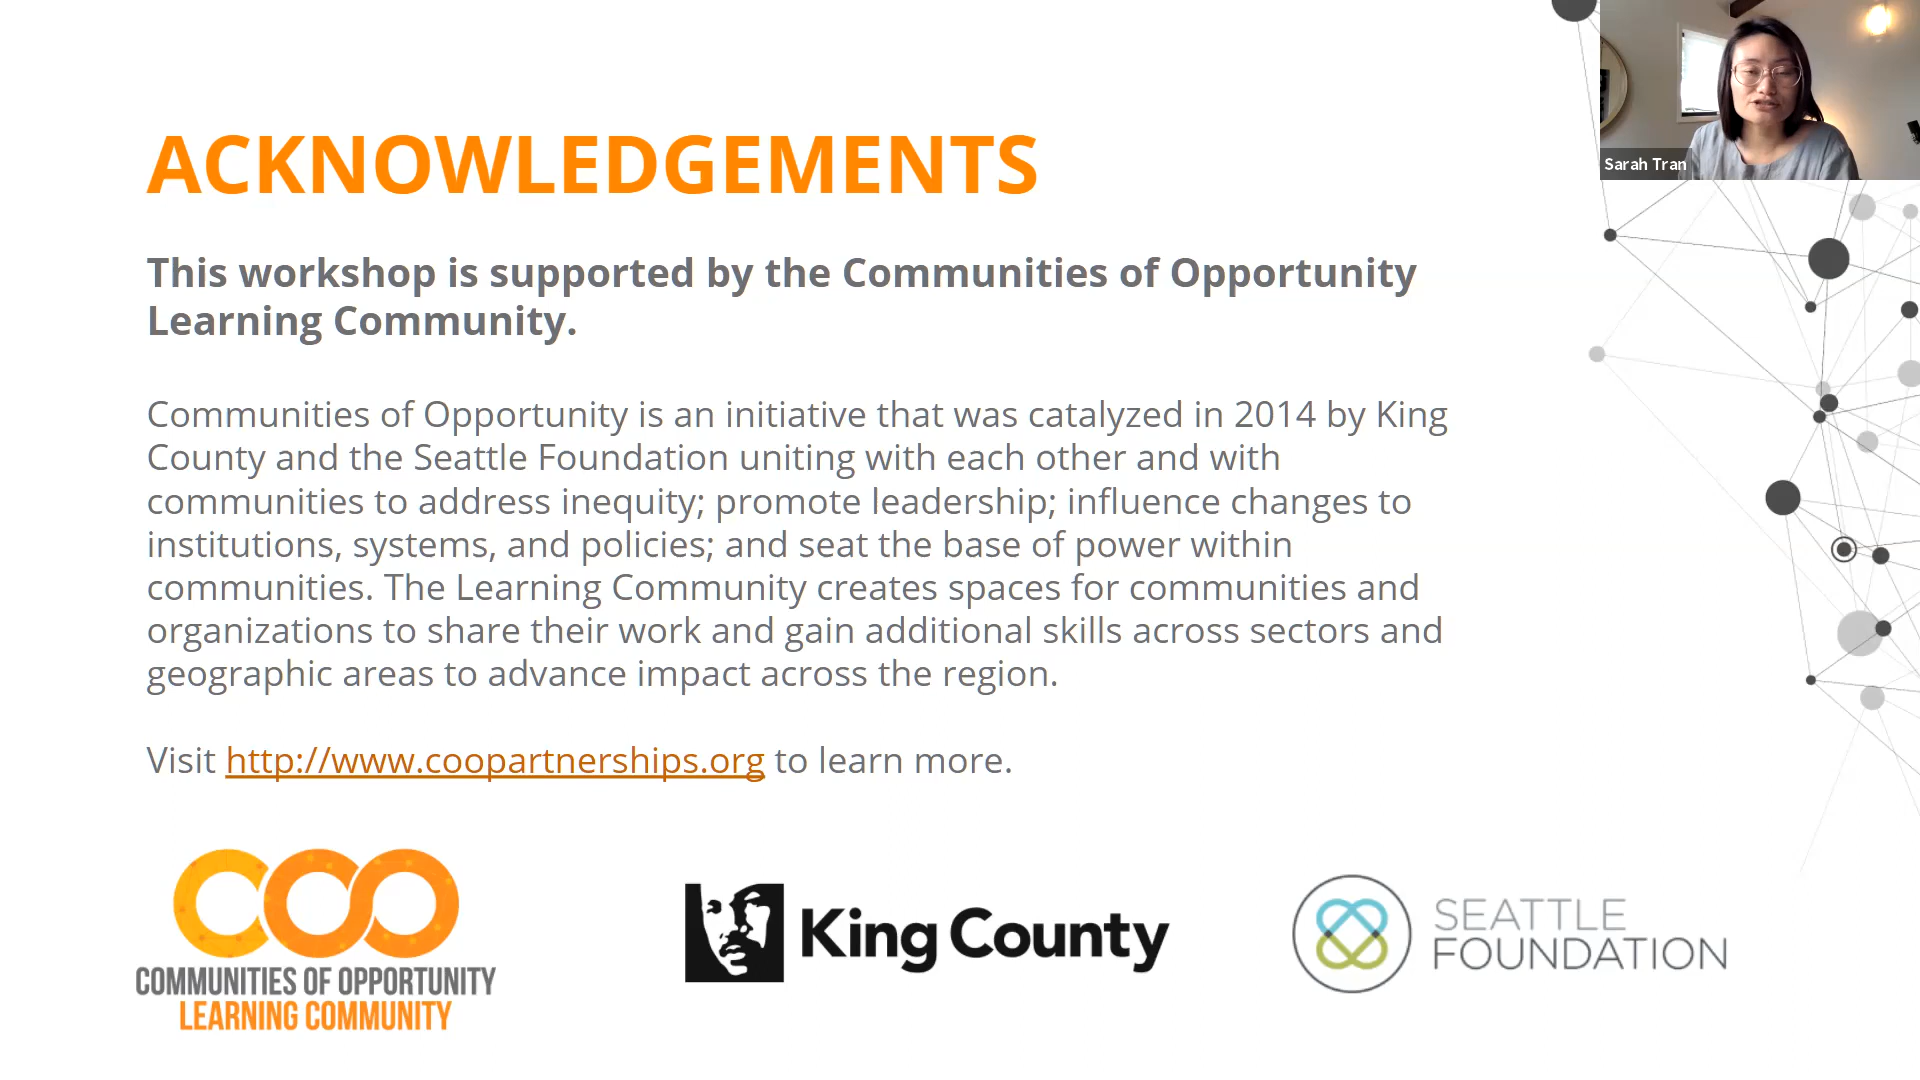 Sarah Tran
ACKNOWLEDGEMENTS
This workshop is supported by the Communities of Opportunity
Learning Community.
Communities of Opportunity is an initiative that was catalyzed in 2014 by King
County and the Seattle Foundation uniting with each other and with
communities to address inequity; promote leadership; influence changes to
institutions, systems, and policies; and seat the base of power within
communities. The Learning Community creates spaces for communities and
organizations to share their work and gain additional skills across sectors and
geographic areas to advance impact across the region.
Visit http://www.coopartnerships.org to learn more.
COO
COMMUNITIES OF OPPORTUNITY
LEARNING COMMUNITY
King County
SEATTLE
FOUNDATION